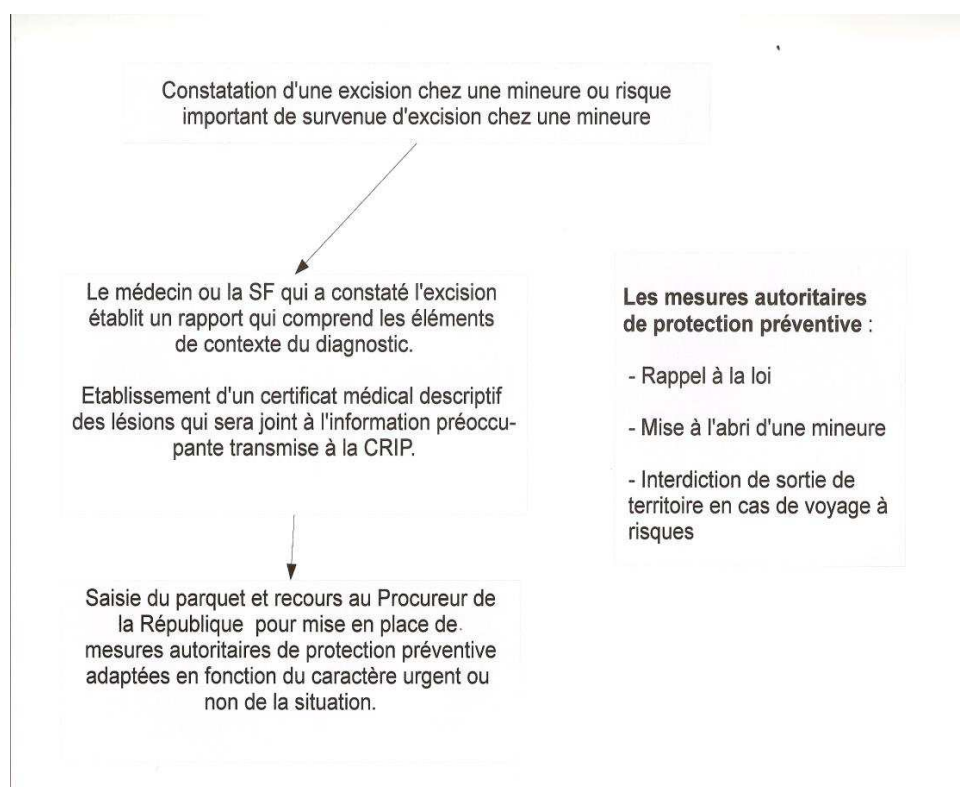 Constatation d'une excision chez une mineure ou risque
important de survenue d'excision chez une mineure
Le médecin ou la SF qui a constaté l'excision
établit un rapport qui comprend les éléments
de contexte du diagnostic.
Etablissement d'un certificat médical descriptif
des lésions qui sera joint à l'information préoccu-
pante transmise à la CRIP.
Saisie du parquet et recours au Procureur de
la République pour mise en place de
mesures autoritaires de protection préventive
adaptées en fonction du caractère urgent ou
non de la situation.
Les mesures autoritaires
de protection préventive :
- Rappel à la loi
- Mise à l'abri d'une mineure
- Interdiction de sortie de
territoire en cas de voyage à
risques